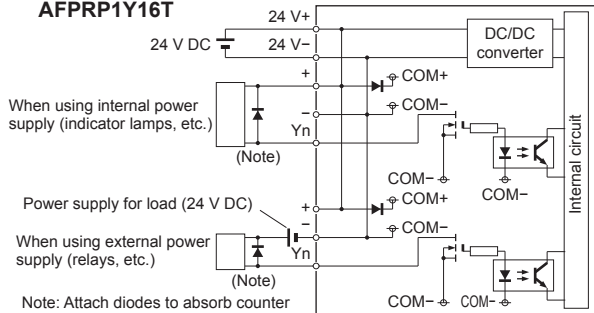 AFPRP1Y16T
24 V+
24 V DC
24 V−
DC/DC
converter
+
COM+
When using internal power
supply (indicator lamps, etc.)
−
COM−
Yn
(Note)
COM−
COM−
Internal circuit
Power supply for load (24 V DC)
+
COM+
−
COM−
When using external power
supply (relays, etc.)
Yn
(Note)
COM−
COM−
Note: Attach diodes to absorb counter